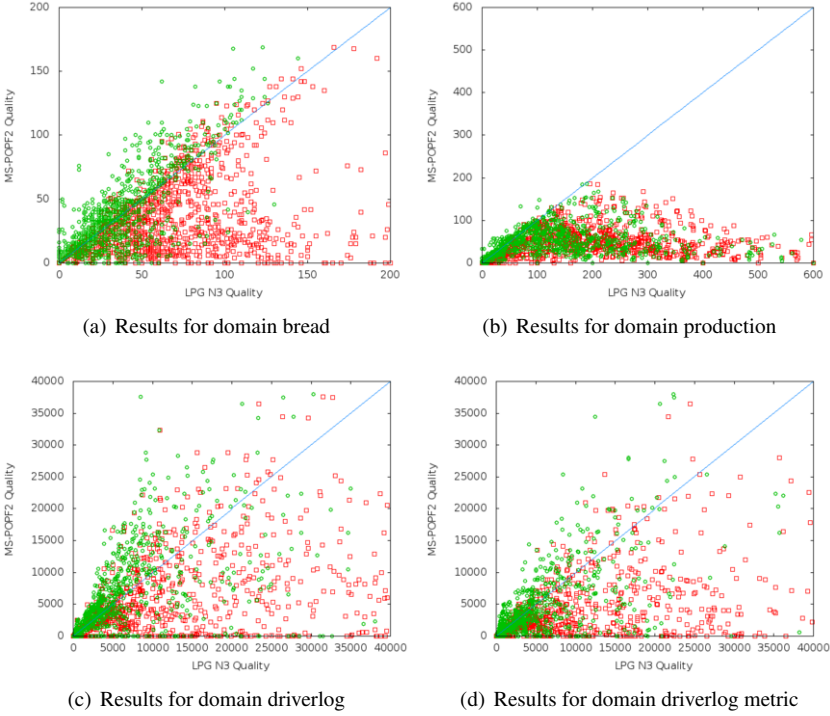 200
150
100
50
0
MS-POPF2 Quality
0 50 100 150 200
LPG N3 Quality
(a) Results for domain bread
600
500
400
300
200
100
0
MS-POPF2 Quality
0 100 200 300 400 500 600
LPG N3 Quality
(b) Results for domain production
40000
35000
30000
25000
20000
15000
10000
5000
0
MS-POPF2 Quality
0 5000 10000 15000 20000 25000 30000 35000 40000
LPG N3 Quality
(c) Results for domain driverlog
40000
35000
30000
25000
20000
15000
10000
5000
0
MS-POPF2 Quality
0 5000 10000 15000 20000 25000 30000 35000 40000
LPG N3 Quality
(d) Results for domain driverlog metric